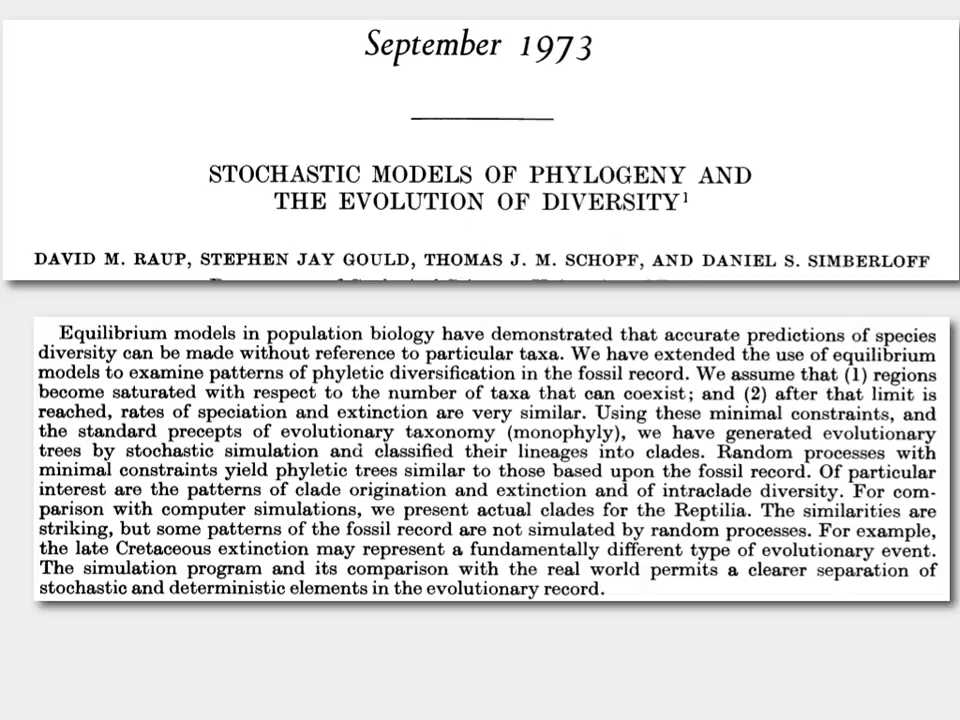 September 1973
STOCHASTIC MODELS OF PHYLOGENY AND
THE EVOLUTION OF DIVERSITY¹
DAVID M. RAUP, STEPHEN JAY GOULD, THOMAS J. M. SCHOPF, AND DANIEL S. SIMBERLOFF
Equilibrium models in population biology have demonstrated that accurate predictions of species
diversity can be made without reference to particular taxa. We have extended the use of equilibrium
models to examine patterns of phyletic diversification in the fossil record. We assume that (1) regions
become saturated with respect to the number of taxa that can coexist; and (2) after that limit is
reached, rates of speciation and extinction are very similar. Using these minimal constraints, and
the standard precepts of evolutionary taxonomy (monophyly), we have generated evolutionary
trees by stochastic simulation and classified their lineages into clades. Random processes with
minimal constraints yield phyletic trees similar to those based upon the fossil record. Of particular
interest are the patterns of clade origination and extinction and of intraclade diversity. For com-
parison with computer simulations, we present actual clades for the Reptilia. The similarities are
striking, but some patterns of the fossil record are not simulated by random processes. For example,
the late Cretaceous extinction may represent a fundamentally different type of evolutionary event.
The simulation program and its comparison with the real world permits a clearer separation of
stochastic and deterministic elements in the evolutionary record.